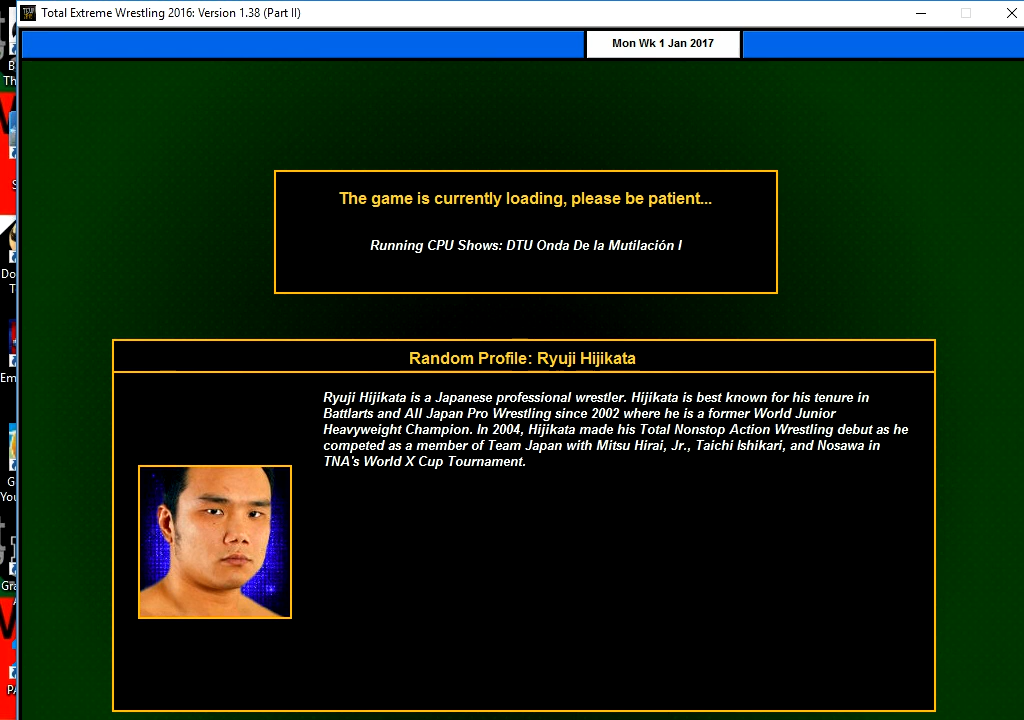 Total Extreme Wrestling 2016: Version 1.38 (Part II)
Mon Wk 1 Jan 2017
The game is currently loading, please be patient...
Running CPU Shows: DTU Onda De la Mutilación I
Random Profile: Ryuji Hijikata
Ryuji Hijikata is a Japanese professional wrestler. Hijikata is best known for his tenure in
Battlarts and All Japan Pro Wrestling since 2002 where he is a former World Junior
Heavyweight Champion. In 2004, Hijikata made his Total Nonstop Action Wrestling debut as he
competed as a member of Team Japan with Mitsu Hirai, Jr., Taichi Ishikari, and Nosawa in
TNA's World X Cup Tournament.